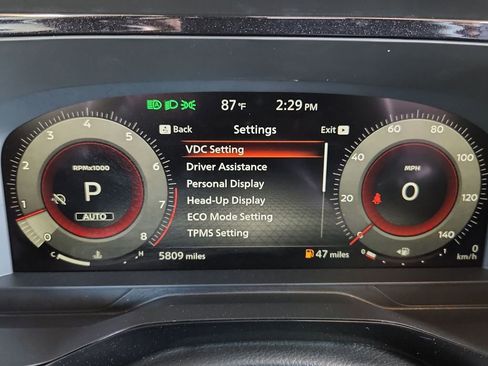 87 °F
2:29 PM
Back
Settings
Exit
VDC Setting
Driver Assistance
Personal Display
Head-Up Display
ECO Mode Setting
TPMS Setting
0 1 2 3 4 5 6 7 8
RPMx1000
P
AUTO
C H
0 20 40 60 80 100 120 140
MPH
0
0
km/h
5809 miles
47 miles